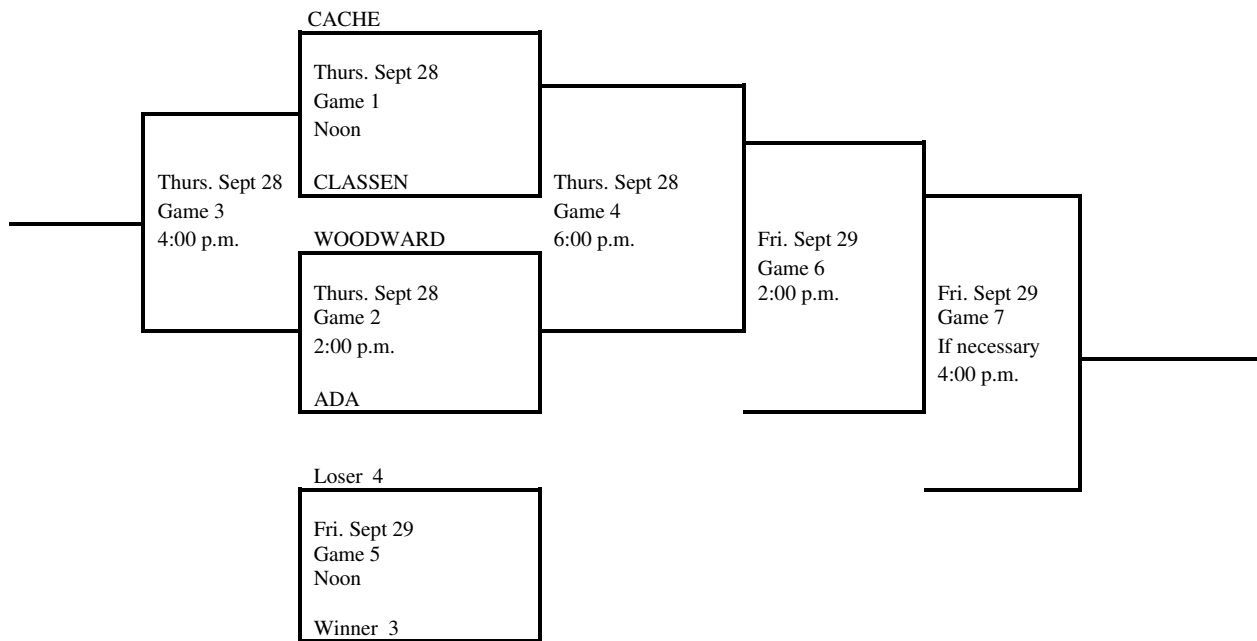 CACHE
Thurs. Sept 28
Game 1
Noon
CLASSEN
Thurs. Sept 28
Game 3
4:00 p.m.
WOODWARD
Thurs. Sept 28
Game 2
2:00 p.m.
ADA
Thurs. Sept 28
Game 4
6:00 p.m.
Loser 4
Fri. Sept 29
Game 5
Noon
Winner 3
Fri. Sept 29
Game 6
2:00 p.m.
Fri. Sept 29
Game 7
If necessary
4:00 p.m.